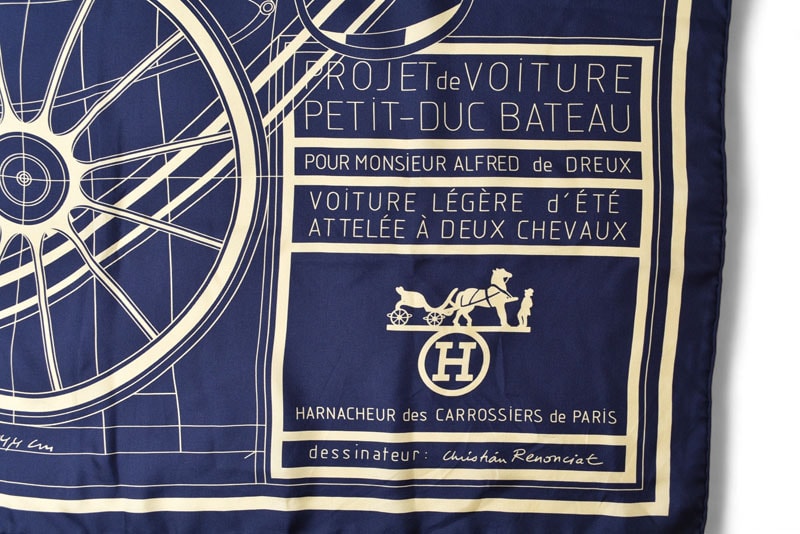 PROJET de VOITURE
PETIT-DUC BATEAU
POUR MONSIEUR ALFRED de DREUX
VOITURE LÉGÈRE d'ÉTÉ
ATTELÉE À DEUX CHEVAUX
H
HARNACHEUR des CARROSSIERS de PARIS
dessinateur: Christian Renonciat
cm